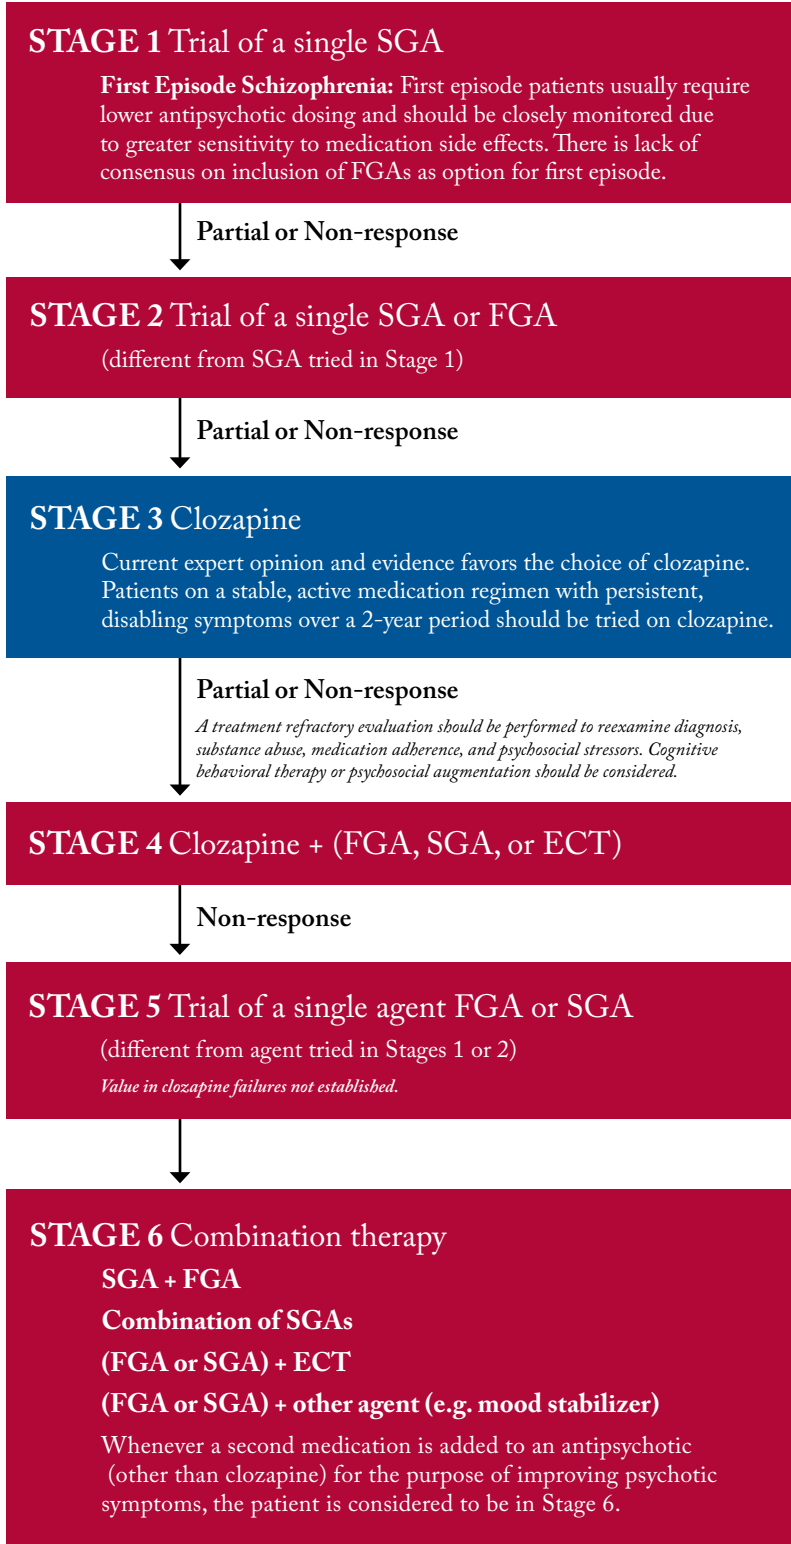 STAGE 1 Trial of a single SGA
First Episode Schizophrenia: First episode patients usually require
lower antipsychotic dosing and should be closely monitored due
to greater sensitivity to medication side effects. There is lack of
consensus on inclusion of FGAs as option for first episode.
Partial or Non-response
STAGE 2 Trial of a single SGA or FGA
(different from SGA tried in Stage 1)
Partial or Non-response
STAGE 3 Clozapine
Current expert opinion and evidence favors the choice of clozapine.
Patients on a stable, active medication regimen with persistent,
disabling symptoms over a 2-year period should be tried on clozapine.
Partial or Non-response
A treatment refractory evaluation should be performed to reexamine diagnosis,
substance abuse, medication adherence, and psychosocial stressors. Cognitive
behavioral therapy or psychosocial augmentation should be considered.
STAGE 4 Clozapine + (FGA, SGA, or ECT)
Non-response
STAGE 5 Trial of a single agent FGA or SGA
(different from agent tried in Stages 1 or 2)
Value in clozapine failures not established.
STAGE 6 Combination therapy
SGA + FGA
Combination of SGAs
(FGA or SGA) + ECT
(FGA or SGA) + other agent (e.g. mood stabilizer)
Whenever a second medication is added to an antipsychotic
(other than clozapine) for the purpose of improving psychotic
symptoms, the patient is considered to be in Stage 6.